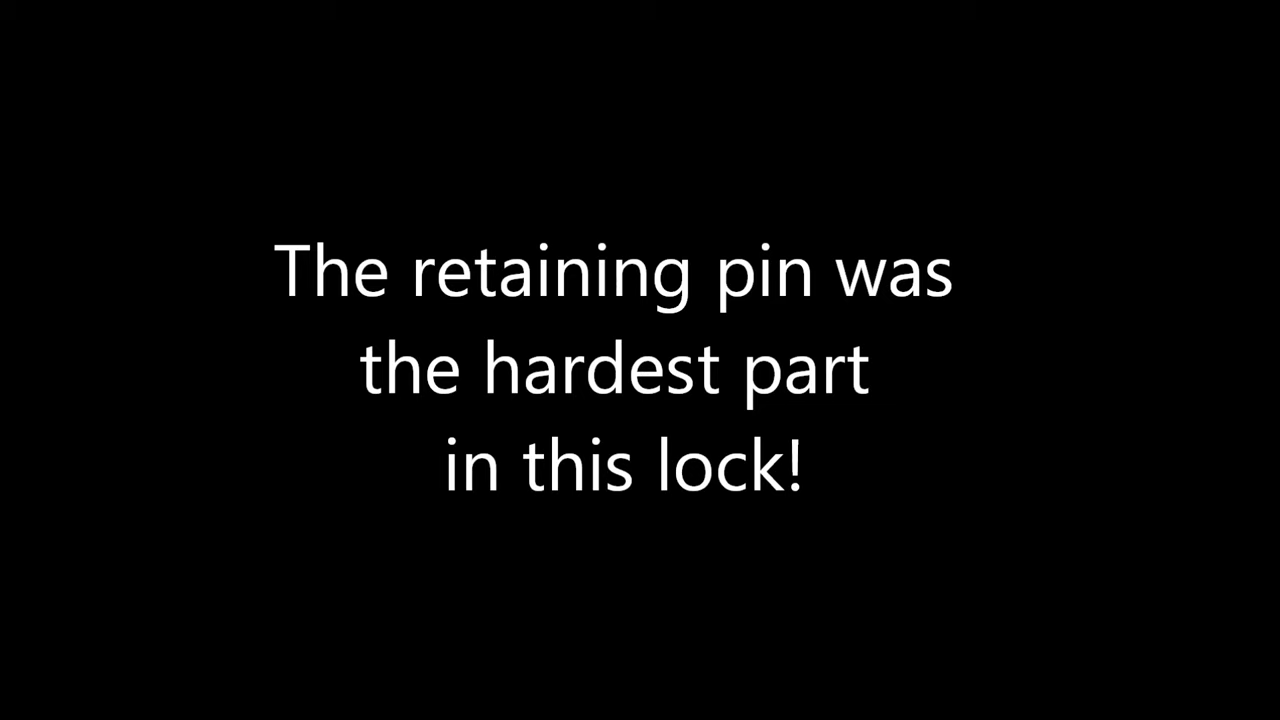 The retaining pin was
the hardest part
in this lock!